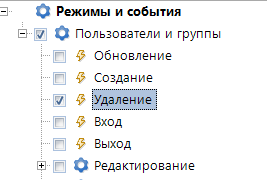 Режимы и события
Пользователи и группы
Обновление
Создание
Удаление
Вход
Выход
Редактирование